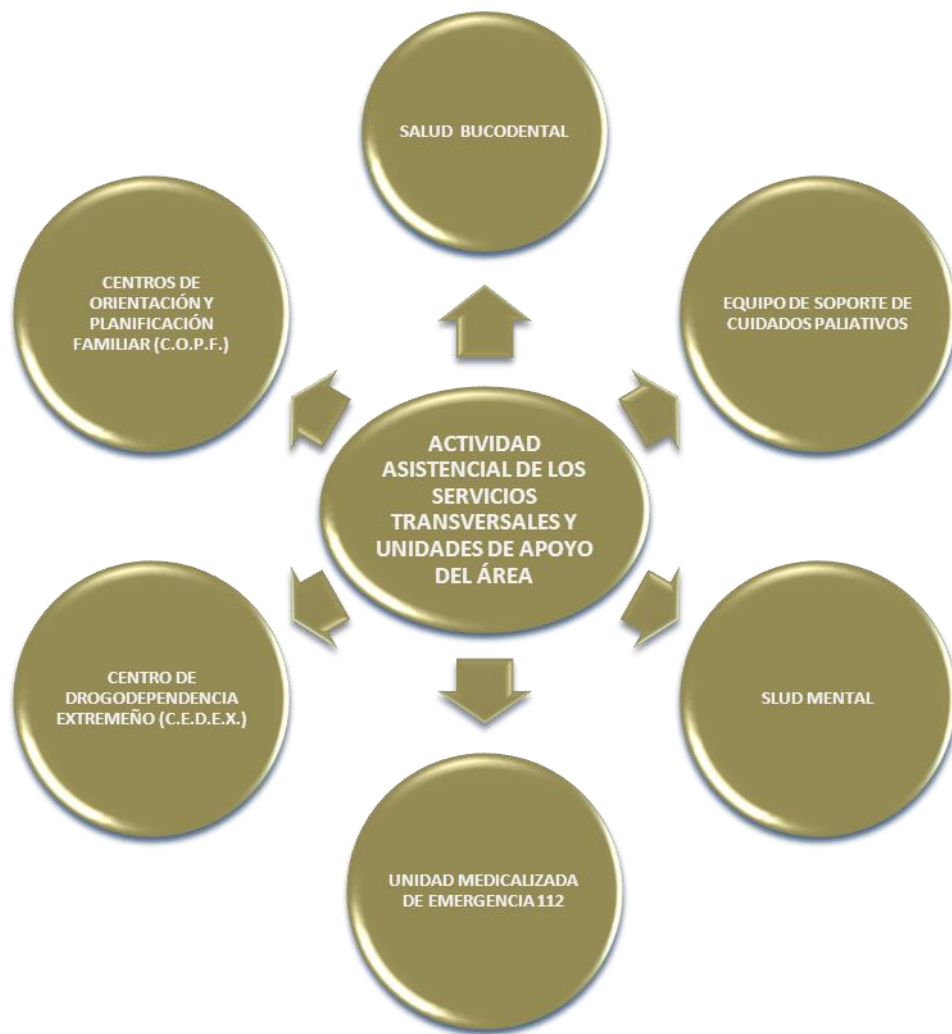 SALUD BUCODENTAL
EQUIPO DE SOPORTE DE
CUIDADOS PALIATIVOS
SLUD MENTAL
UNIDAD MEDICALIZADA
DE EMERGENCIA 112
CENTRO DE
DROGODEPENDENCIA
EXTREMEÑO (C.E.D.E.X.)
CENTROS DE
ORIENTACIÓN Y
PLANIFICACIÓN
FAMILIAR (C.O.P.F.)
ACTIVIDAD
ASISTENCIAL DE LOS
SERVICIOS
TRANSVERSALES Y
UNIDADES DE APOYO
DEL ÁREA